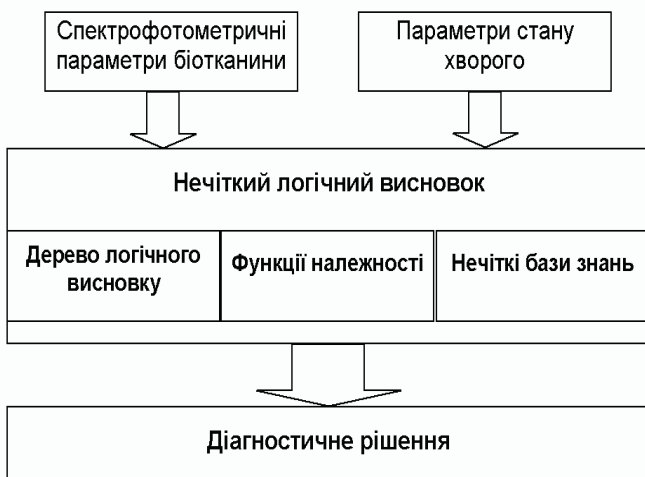 Спектрофотометричні
параметри біотканини
Параметри стану
хворого
Нечіткий логічний висновок
Дерево логічного
висновку
Функції належності
Нечіткі бази знань
Діагностичне рішення